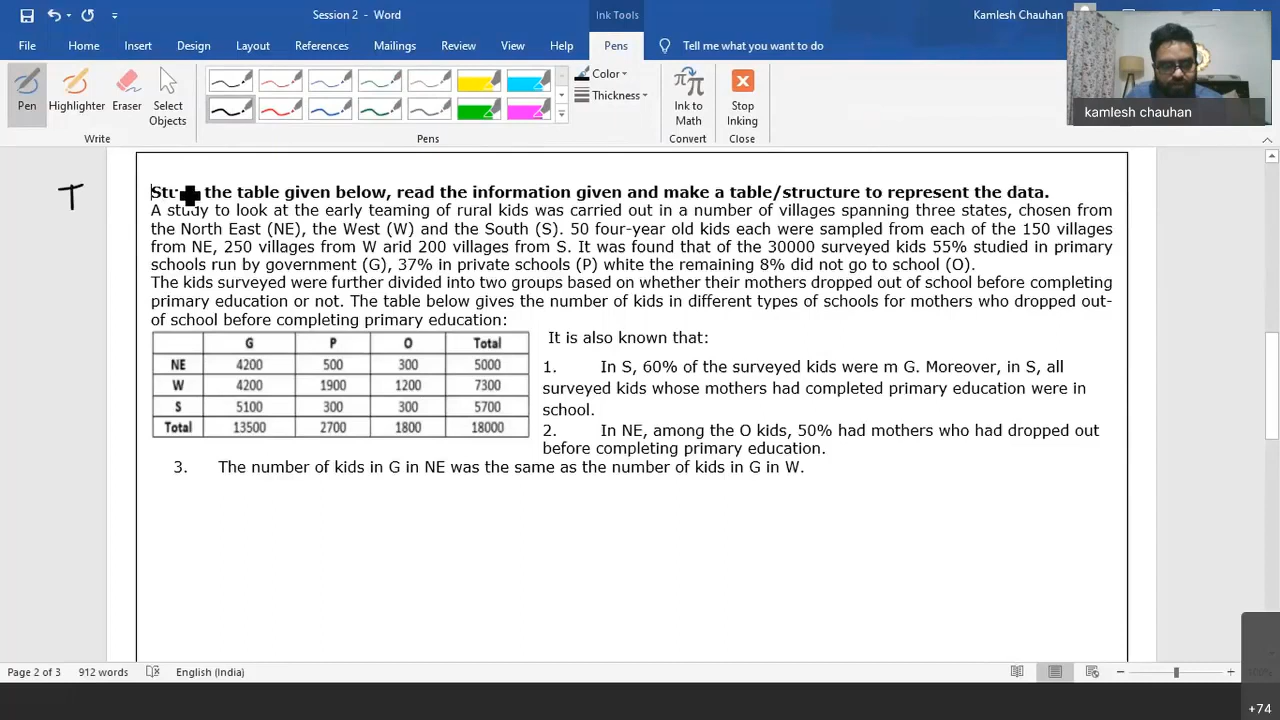 Session 2 - Word
Ink Tools
Kamlesh Chauhan
File Home Insert Design Layout References Mailings Review View Help Pens Tell me what you want to do
Pen Highlighter Eraser Select Objects
Write
Pens
Color
Thickness
Ink to Math
Convert
Stop Inking
Close
kamlesh chauhan
T
the table given below, read the information given and make a table/structure to represent the data.
A study to look at the early teaming of rural kids was carried out in a number of villages spanning three states, chosen from
the North East (NE), the West (W) and the South (S). 50 four-year old kids each were sampled from each of the 150 villages
from NE, 250 villages from W arid 200 villages from S. It was found that of the 30000 surveyed kids 55% studied in primary
schools run by government (G), 37% in private schools (P) white the remaining 8% did not go to school (O).
The kids surveyed were further divided into two groups based on whether their mothers dropped out of school before completing
primary education or not. The table below gives the number of kids in different types of schools for mothers who dropped out-
of school before completing primary education:
G P O Total
NE 4200 500 300 5000
W 4200 1900 1200 7300
S 5100 300 300 5700
Total 13500 2700 1800 18000
It is also known that:
1. In S, 60% of the surveyed kids were m G. Moreover, in S, all
surveyed kids whose mothers had completed primary education were in
school.
2. In NE, among the O kids, 50% had mothers who had dropped out
before completing primary education.
3. The number of kids in G in NE was the same as the number of kids in G in W.
Page 2 of 3 912 words English (India)
+74